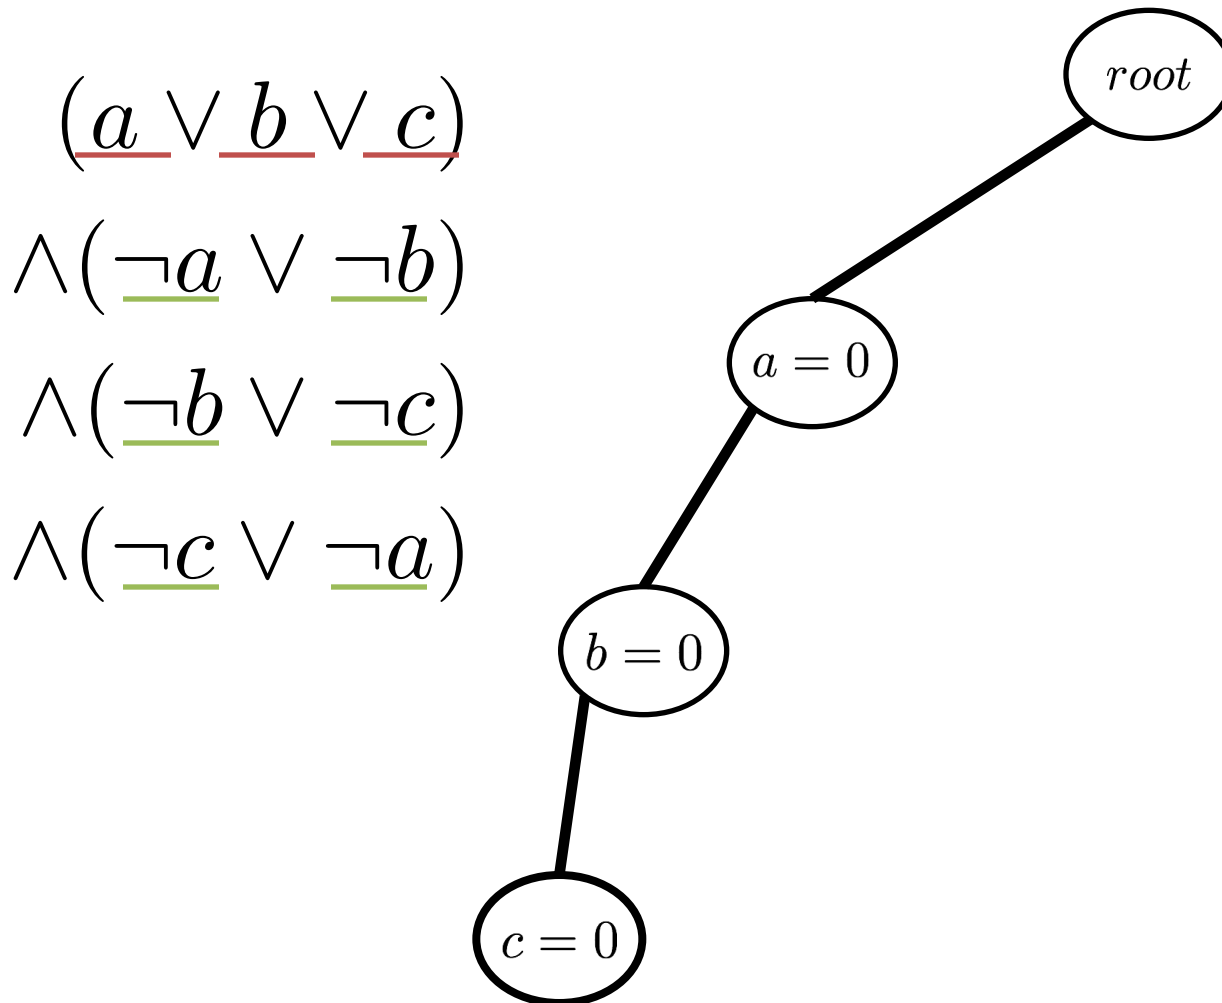 (a ∨ b ∨ c)
∧(¬a ∨ ¬b)
∧(¬b ∨ ¬c)
∧(¬c ∨ ¬a)
root
a = 0
b = 0
c = 0